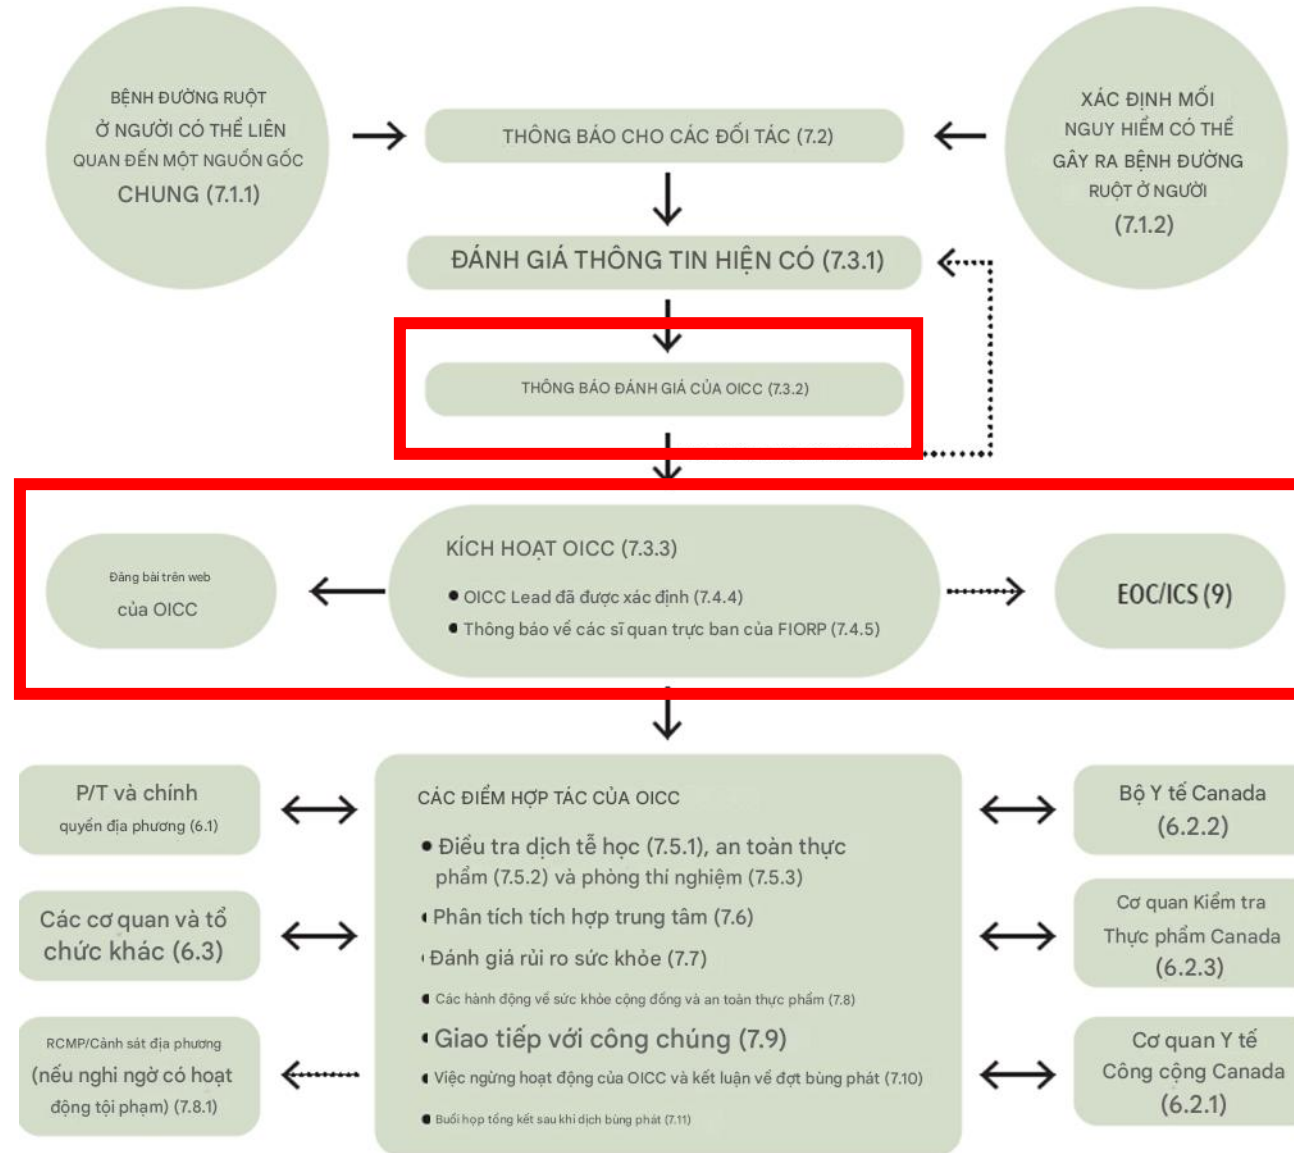 BỆNH ĐƯỜNG RUỘT
Ở NGƯỜI CÓ THỂ LIÊN
QUAN ĐẾN MỘT NGUỒN GỐC
CHUNG (7.1.1)
THÔNG BÁO CHO CÁC ĐỐI TÁC (7.2)
XÁC ĐỊNH MỐI
NGUY HIỂM CÓ THỂ
GÂY RA BỆNH ĐƯỜNG
RUỘT Ở NGƯỜI
(7.1.2)
ĐÁNH GIÁ THÔNG TIN HIỆN CÓ (7.3.1)
THÔNG BÁO ĐÁNH GIÁ CỦA OICC (7.3.2)
Đăng bài trên web
của OICC
KÍCH HOẠT OICC (7.3.3)
● OICC Lead đã được xác định (7.4.4)
● Thông báo về các sĩ quan trực ban của FIORP (7.4.5)
EOC/ICS (9)
P/T và chính
quyền địa phương (6.1)
Các cơ quan và tổ
chức khác (6.3)
RCMP/Cảnh sát địa phương
(nếu nghi ngờ có hoạt
động tội phạm) (7.8.1)
CÁC ĐIỂM HỢP TÁC CỦA OICC
● Điều tra dịch tễ học (7.5.1), an toàn thực
phẩm (7.5.2) và phòng thí nghiệm (7.5.3)
● Phân tích tích hợp trung tâm (7.6)
● Đánh giá rủi ro sức khỏe (7.7)
● Các hành động về sức khỏe cộng đồng và an toàn thực phẩm (7.8)
● Giao tiếp với công chúng (7.9)
● Việc ngừng hoạt động của OICC và kết luận về đợt bùng phát (7.10)
● Buổi họp tổng kết sau khi dịch bùng phát (7.11)
Bộ Y tế Canada
(6.2.2)
Cơ quan Kiểm tra
Thực phẩm Canada
(6.2.3)
Cơ quan Y tế
Công cộng Canada
(6.2.1)